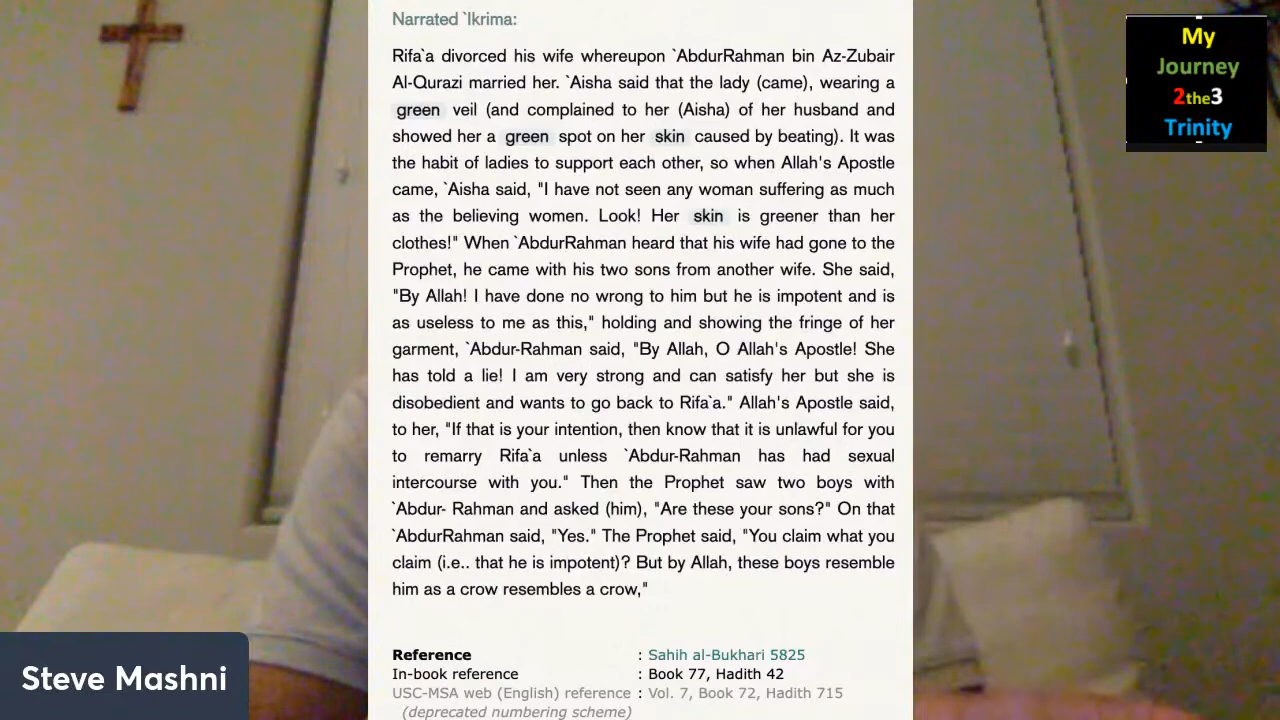 Narrated `Ikrima:
Rifa`a divorced his wife whereupon `AbdurRahman bin Az-Zubair
Al-Qurazi married her. `Aisha said that the lady (came), wearing a
green veil (and complained to her (Aisha) of her husband and
showed her a green spot on her skin caused by beating). It was
the habit of ladies to support each other, so when Allah's Apostle
came, `Aisha said, "I have not seen any woman suffering as much
as the believing women. Look! Her skin is greener than her
clothes!" When `AbdurRahman heard that his wife had gone to the
Prophet, he came with his two sons from another wife. She said,
"By Allah! I have done no wrong to him but he is impotent and is
as useless to me as this," holding and showing the fringe of her
garment, `Abdur-Rahman said, "By Allah, O Allah's Apostle! She
has told a lie! I am very strong and can satisfy her but she is
disobedient and wants to go back to Rifa`a." Allah's Apostle said,
to her, "If that is your intention, then know that it is unlawful for you
to remarry Rifa`a unless `Abdur-Rahman has had sexual
intercourse with you." Then the Prophet saw two boys with
`Abdur- Rahman and asked (him), "Are these your sons?" On that
`AbdurRahman said, "Yes." The Prophet said, "You claim what you
claim (i.e.. that he is impotent)? But by Allah, these boys resemble
him as a crow resembles a crow,"
Reference : Sahih al-Bukhari 5825
In-book reference : Book 77, Hadith 42
USC-MSA web (English) reference : Vol. 7, Book 72, Hadith 715
(deprecated numbering scheme)
My
Journey
2the3
Trinity
Steve Mashni